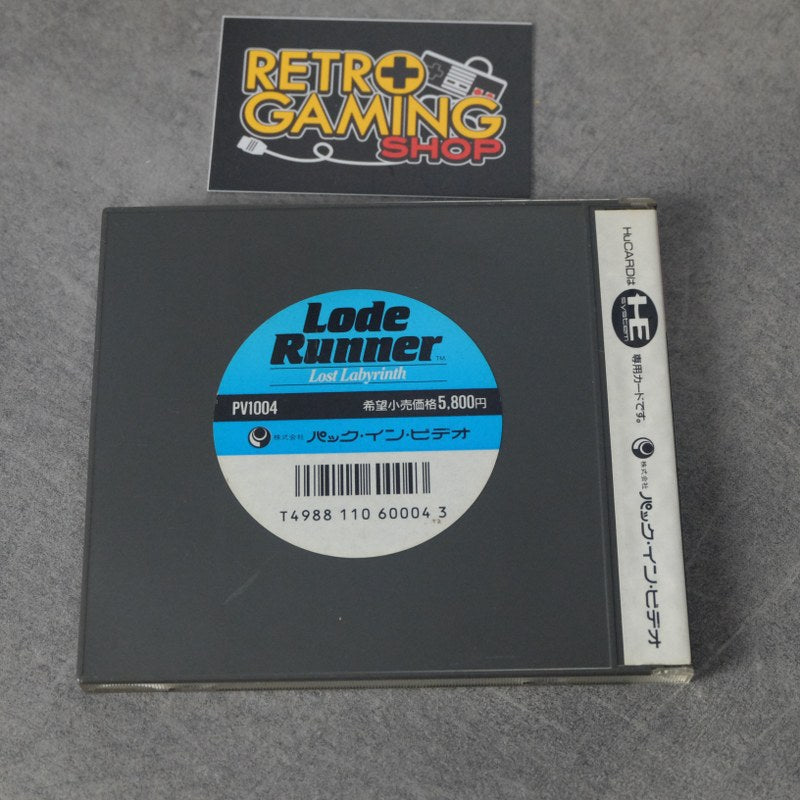 RETRO
GAMING
SHOP
Lode
Runner™
Lost Labyrinth
PV1004 希望小売価格5,800円
株式会社 パック・イン・ビデオ
T4988 110 60004 3
HuCARDは HE system 専用カードです。 株式会社 パック・イン・ビデオ